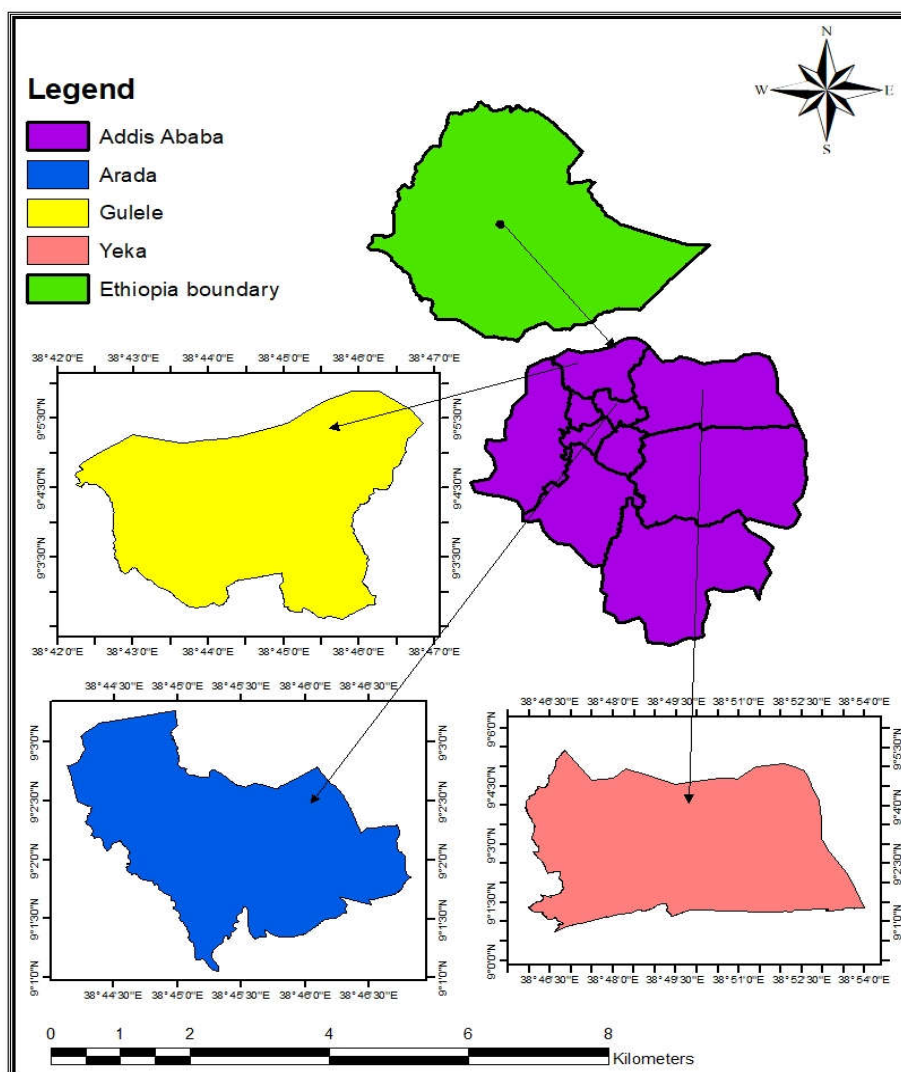 N
W E
S
Legend
Addis Ababa
Arada
Gulele
Yeka
Ethiopia boundary
38°42'0"E 38°43'0"E 38°44'0"E 38°45'0"E 38°46'0"E 38°47'0"E
9°5'30"N 9°5'30"N
9°4'30"N 9°4'30"N
9°3'30"N 9°3'30"N
38°42'0"E 38°43'0"E 38°44'0"E 38°45'0"E 38°46'0"E 38°47'0"E
38°44'30"E 38°45'0"E 38°45'30"E 38°46'0"E 38°46'30"E
9°3'0"N 9°3'0"N
9°2'30"N 9°2'30"N
9°2'0"N 9°2'0"N
9°1'30"N 9°1'30"N
9°1'0"N 9°1'0"N
38°44'30"E 38°45'0"E 38°45'30"E 38°46'0"E 38°46'30"E
38°46'30"E 38°48'0"E 38°49'30"E 38°51'0"E 38°52'30"E 38°54'0"E
9°6'0"N 9°5'30"N
9°4'30"N 9°4'0"N
9°3'0"N 9°2'30"N
9°1'30"N 9°1'0"N
9°0'0"N
38°46'30"E 38°48'0"E 38°49'30"E 38°51'0"E 38°52'30"E 38°54'0"E
0 1 2 4 6 8
Kilometers